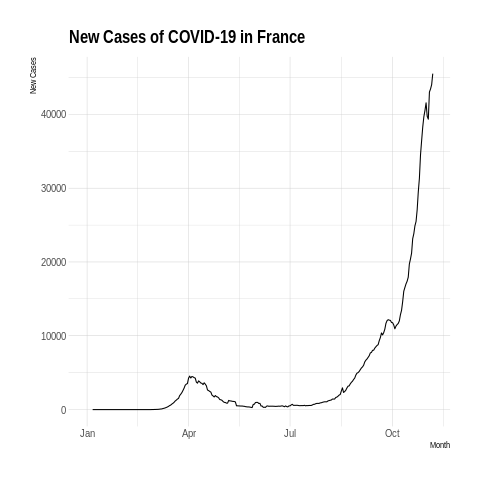 New Cases of COVID-19 in France
New Cases
40000
30000
20000
10000
0
Jan Apr Jul Oct
Month